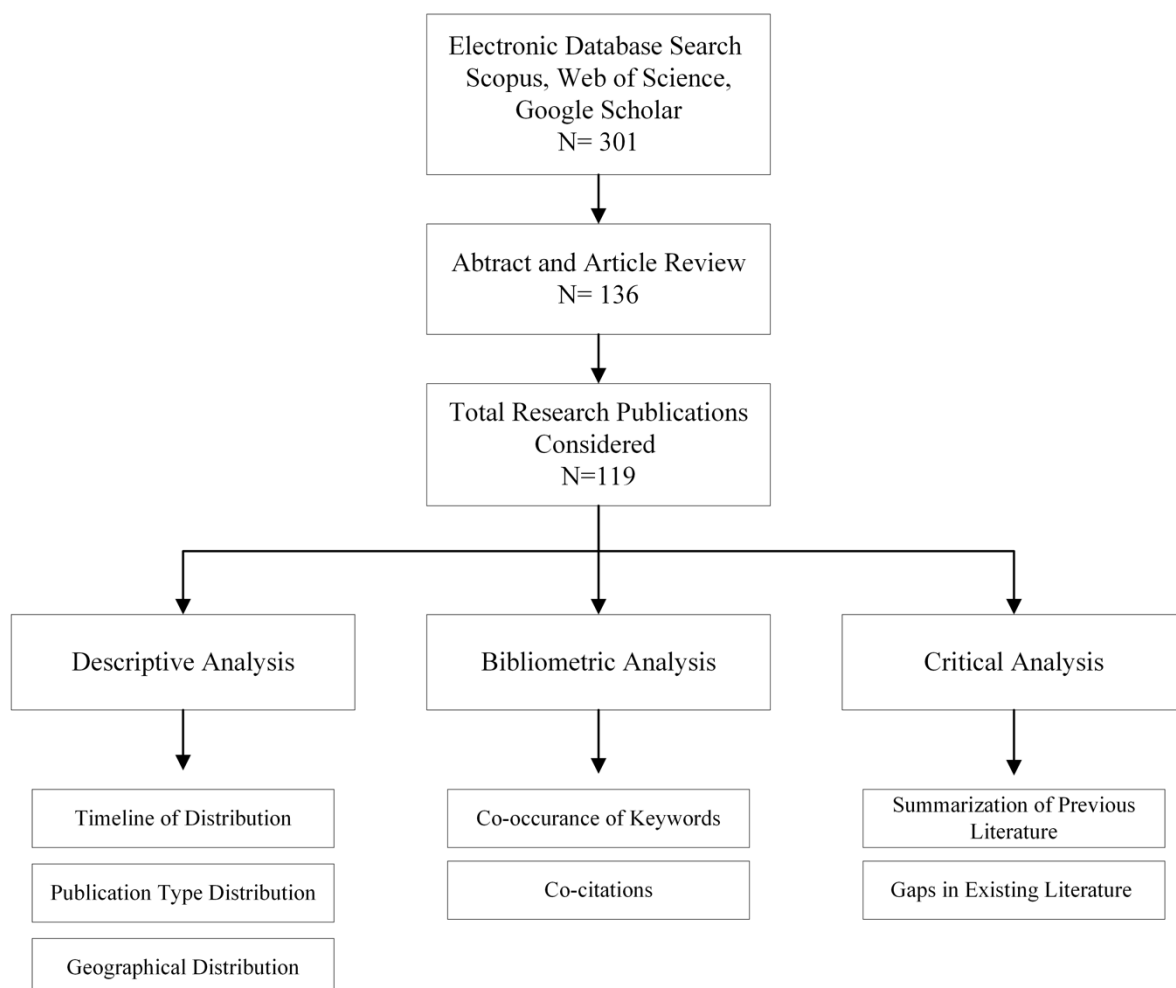 Electronic Database Search
Scopus, Web of Science,
Google Scholar
N= 301
Abtract and Article Review
N= 136
Total Research Publications
Considered
N=119
Descriptive Analysis
Bibliometric Analysis
Critical Analysis
Timeline of Distribution
Publication Type Distribution
Geographical Distribution
Co-occurance of Keywords
Co-citations
Summarization of Previous
Literature
Gaps in Existing Literature